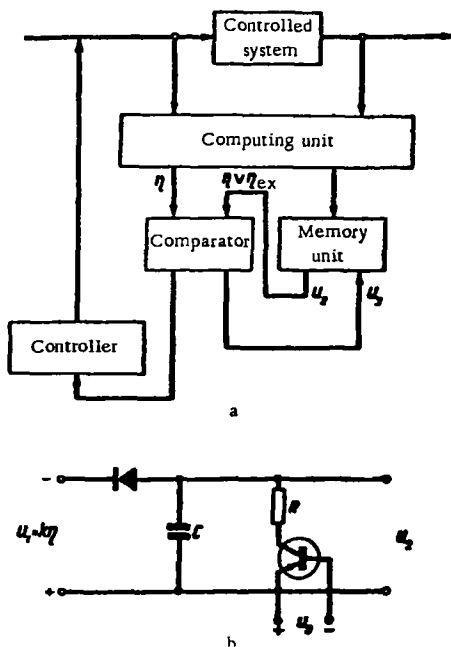 Controlled
system
Computing unit
η
η∨η_ex
Comparator
Memory
unit
u₂
u₃
Controller
a
−
u₁=kη
C
R
u₂
+
+ u₃ −
b